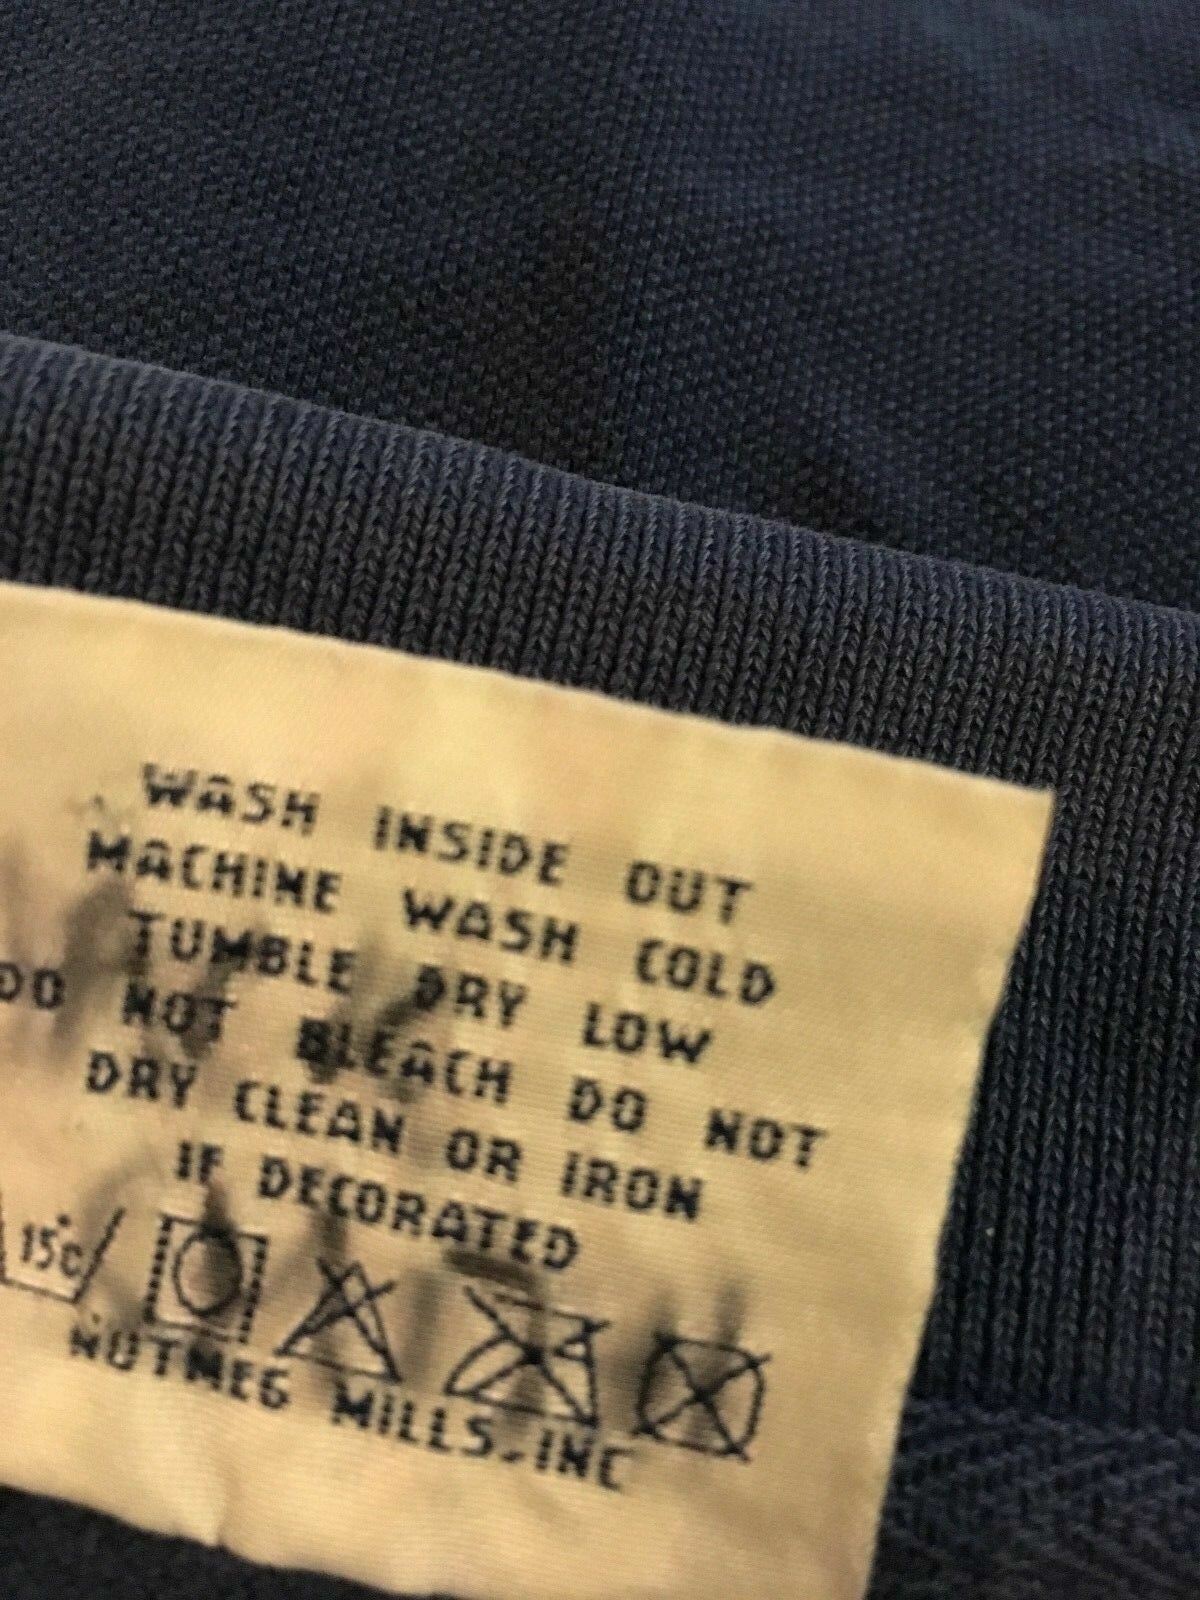 WASH INSIDE OUT
MACHINE WASH COLD
TUMBLE DRY LOW
DO NOT BLEACH DO NOT
DRY CLEAN OR IRON
IF DECORATED
15°C
NUTMEG MILLS, INC